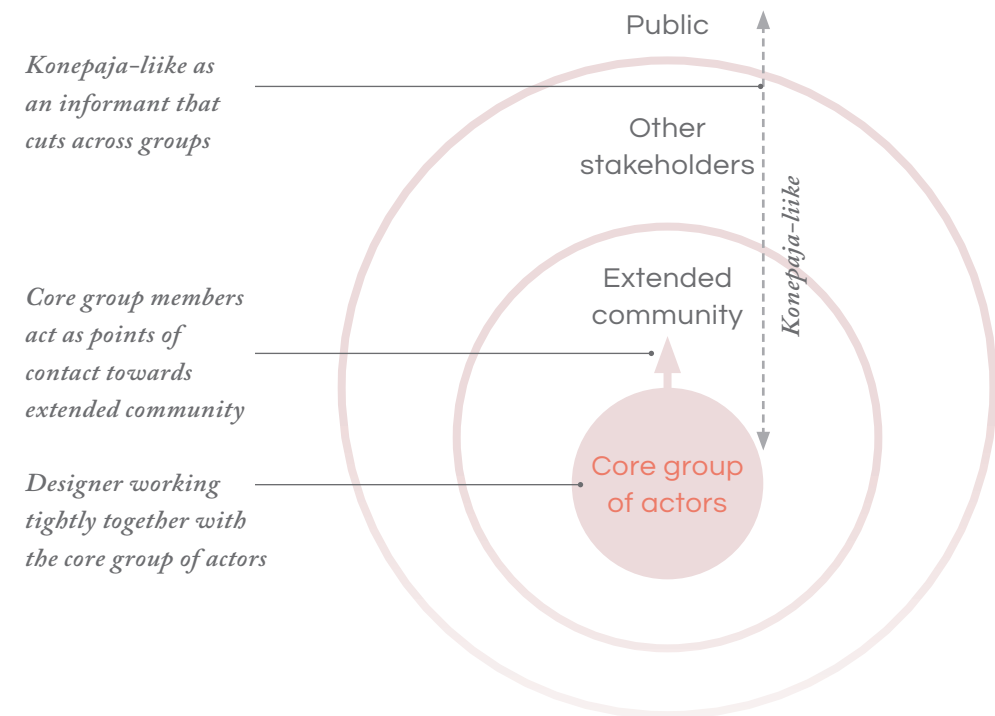 Public
Konepaja-liike as
an informant that
cuts across groups
Other
stakeholders
Konepaja-liike
Extended
community
Core group members
act as points of
contact towards
extended community
Core group
of actors
Designer working
tightly together with
the core group of actors